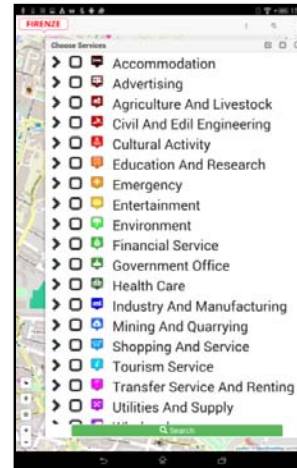 FIRENZE
Choose Services
Accommodation
Advertising
Agriculture And Livestock
Civil And Edil Engineering
Cultural Activity
Education And Research
Emergency
Entertainment
Environment
Financial Service
Government Office
Health Care
Industry And Manufacturing
Mining And Quarrying
Shopping And Service
Tourism Service
Transfer Service And Renting
Utilities And Supply
Search